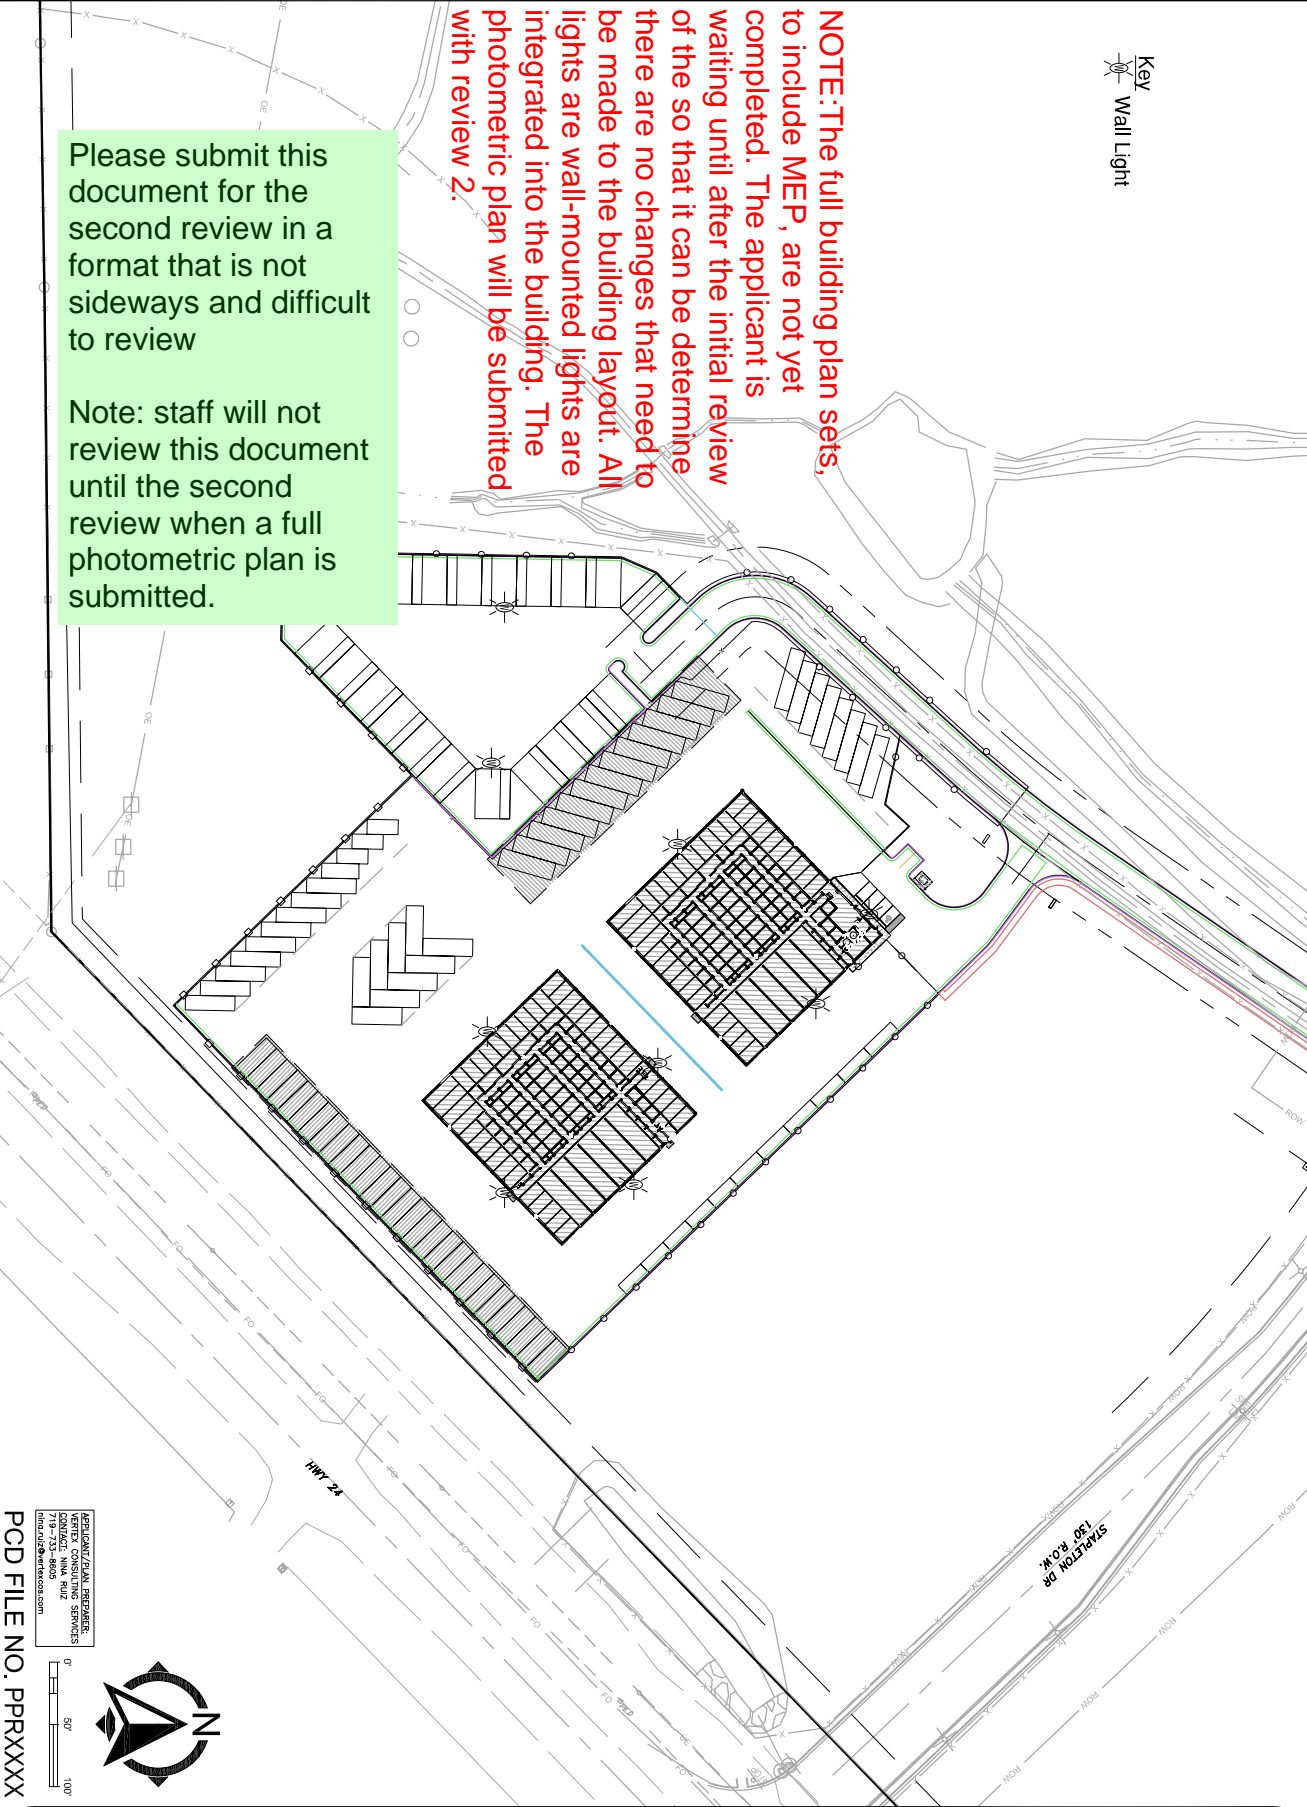 Key
Wall Light
NOTE:The full building plan sets,
to include MEP, are not yet
completed. The applicant is
waiting until after the initial review
of the so that it can be determine
there are no changes that need to
be made to the building layout. All
lights are wall-mounted lights are
integrated into the building. The
photometric plan will be submitted
with review 2.
Please submit this
document for the
second review in a
format that is not
sideways and difficult
to review
Note: staff will not
review this document
until the second
review when a full
photometric plan is
submitted.
HWY 24
STAPLETON DR
130' R.O.W.
APPLICANT/PLAN PREPARER:
VERTEX CONSULTING SERVICES
CONTACT: NINA RUIZ
719-733-8605
nina.ruiz@vertexcos.com
0' 50' 100'
N
PCD FILE NO. PPRXXXX